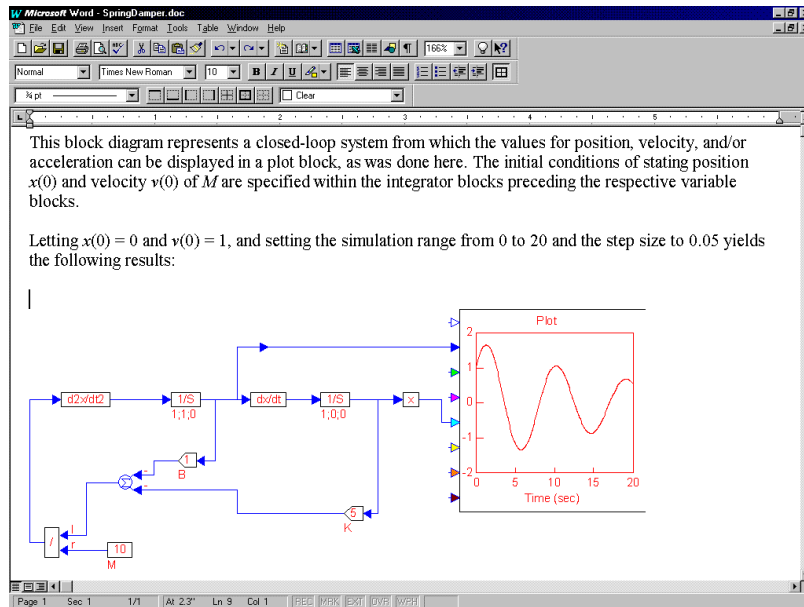 Microsoft Word - SpringDamper.doc
File Edit View Insert Format Tools Table Window Help
166%
Normal Times New Roman 10 B I U
¾ pt Clear
1 2 3 4 5
This block diagram represents a closed-loop system from which the values for position, velocity, and/or
acceleration can be displayed in a plot block, as was done here. The initial conditions of stating position
x(0) and velocity v(0) of M are specified within the integrator blocks preceding the respective variable
blocks.
Letting x(0) = 0 and v(0) = 1, and setting the simulation range from 0 to 20 and the step size to 0.05 yields
the following results:
Plot
2
1
0
-1
-2
0 5 10 15 20
Time (sec)
d2x/dt2 1/S dx/dt 1/S x
1;1;0 1;0;0
1
B
-
Σ
-
5
K
l
/
r
10
M
Page 1 Sec 1 1/1 At 2.3" Ln 9 Col 1 REC MRK EXT OVR WPH